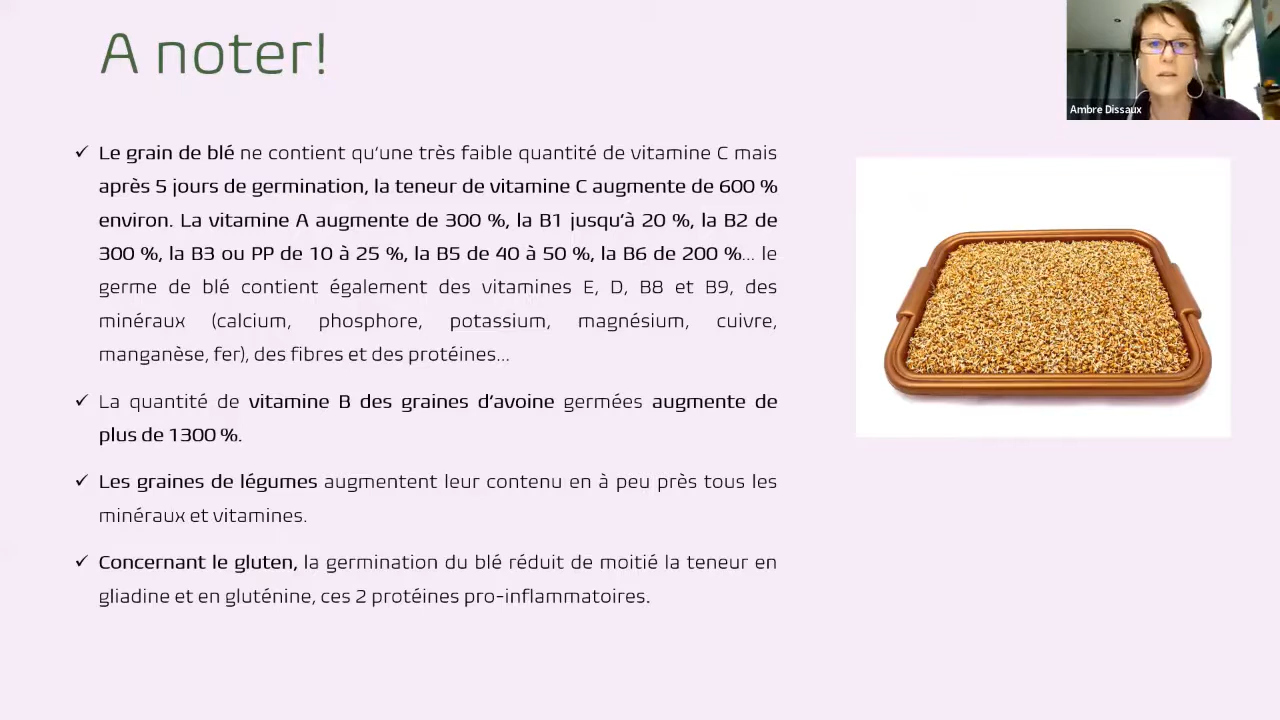 A noter!
Ambre Dissaux
✓ Le grain de blé ne contient qu'une très faible quantité de vitamine C mais
après 5 jours de germination, la teneur de vitamine C augmente de 600 %
environ. La vitamine A augmente de 300 %, la B1 jusqu'à 20 %, la B2 de
300 %, la B3 ou PP de 10 à 25 %, la B5 de 40 à 50 %, la B6 de 200 %... le
germe de blé contient également des vitamines E, D, B8 et B9, des
minéraux (calcium, phosphore, potassium, magnésium, cuivre,
manganèse, fer), des fibres et des protéines...
✓ La quantité de vitamine B des graines d'avoine germées augmente de
plus de 1300 %.
✓ Les graines de légumes augmentent leur contenu en à peu près tous les
minéraux et vitamines.
✓ Concernant le gluten, la germination du blé réduit de moitié la teneur en
gliadine et en gluténine, ces 2 protéines pro-inflammatoires.